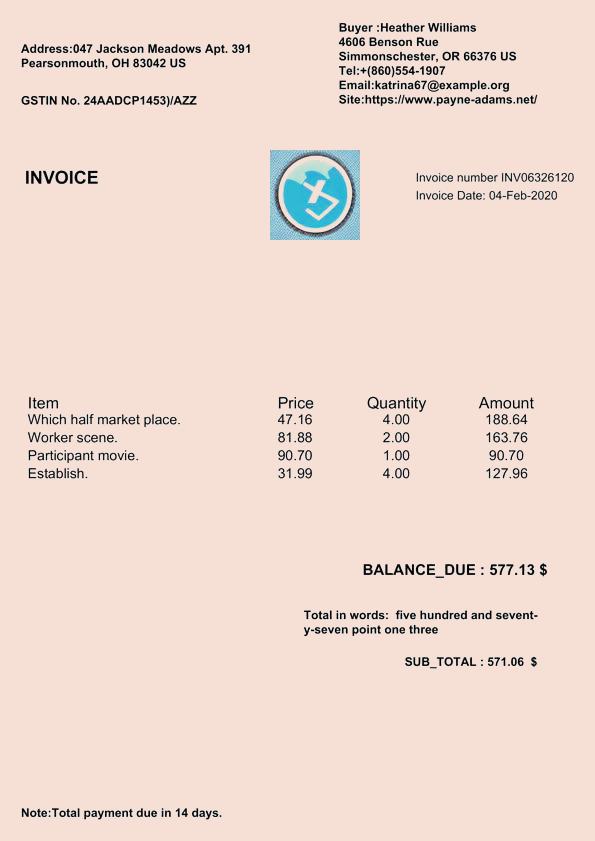 Address:047 Jackson Meadows Apt. 391
Pearsonmouth, OH 83042 US
GSTIN No. 24AADCP1453)/AZZ
Buyer :Heather Williams
4606 Benson Rue
Simmonschester, OR 66376 US
Tel:+(860)554-1907
Email:katrina67@example.org
Site:https://www.payne-adams.net/
INVOICE
Invoice number INV06326120
Invoice Date: 04-Feb-2020
Item Price Quantity Amount
Which half market place. 47.16 4.00 188.64
Worker scene. 81.88 2.00 163.76
Participant movie. 90.70 1.00 90.70
Establish. 31.99 4.00 127.96
BALANCE_DUE : 577.13 $
Total in words: five hundred and sevent-
y-seven point one three
SUB_TOTAL : 571.06 $
Note:Total payment due in 14 days.